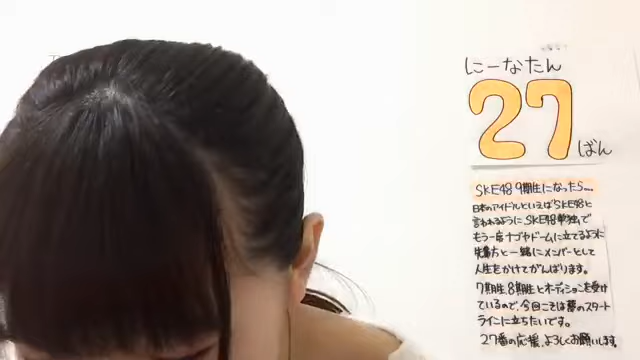 にーなたん
27
ばん
SKE48 9期生になったら…
日本のアイドルといえばSKE48と
言われるように SKE48単独で
もう一度ナゴヤドームに立てるように
先輩方と一緒にメンバーとして
人生をかけてがんばります。
7期生、8期生とオーディションを受け
ているので、今回こそは夢のスタート
ラインに立ちたいです。
27番の応援、よろしくお願いします。